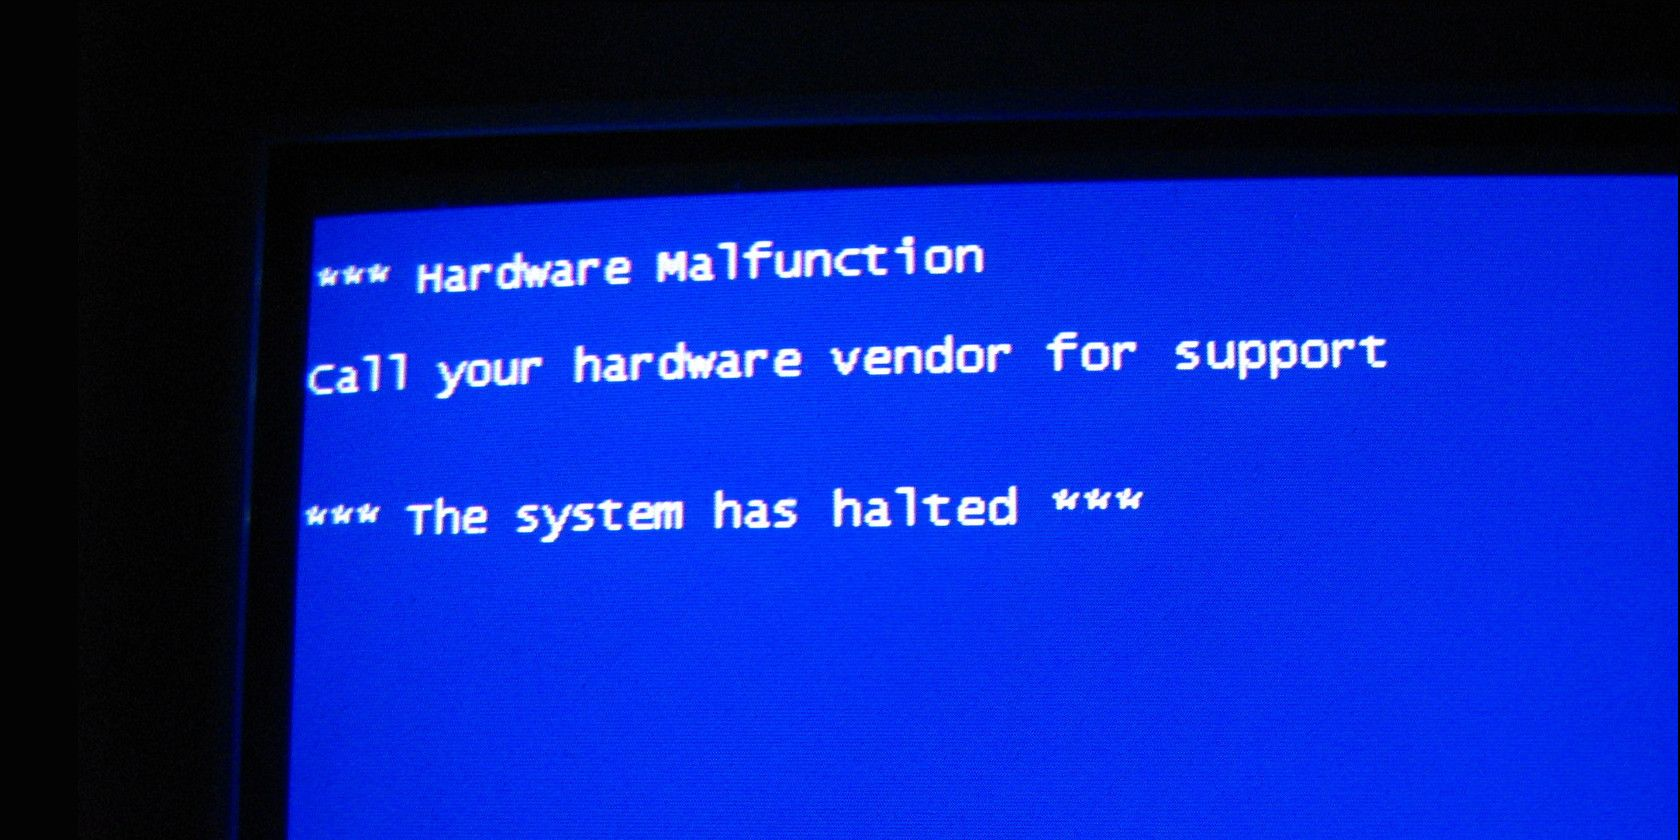 *** Hardware Malfunction
Call your hardware vendor for support
*** The system has halted ***